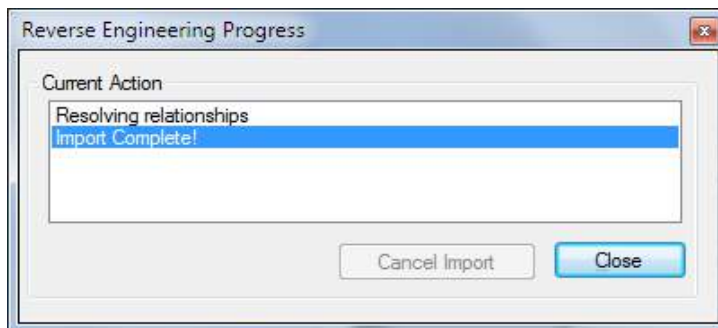 Reverse Engineering Progress
Current Action
Resolving relationships
Import Complete!
Cancel Import
Close